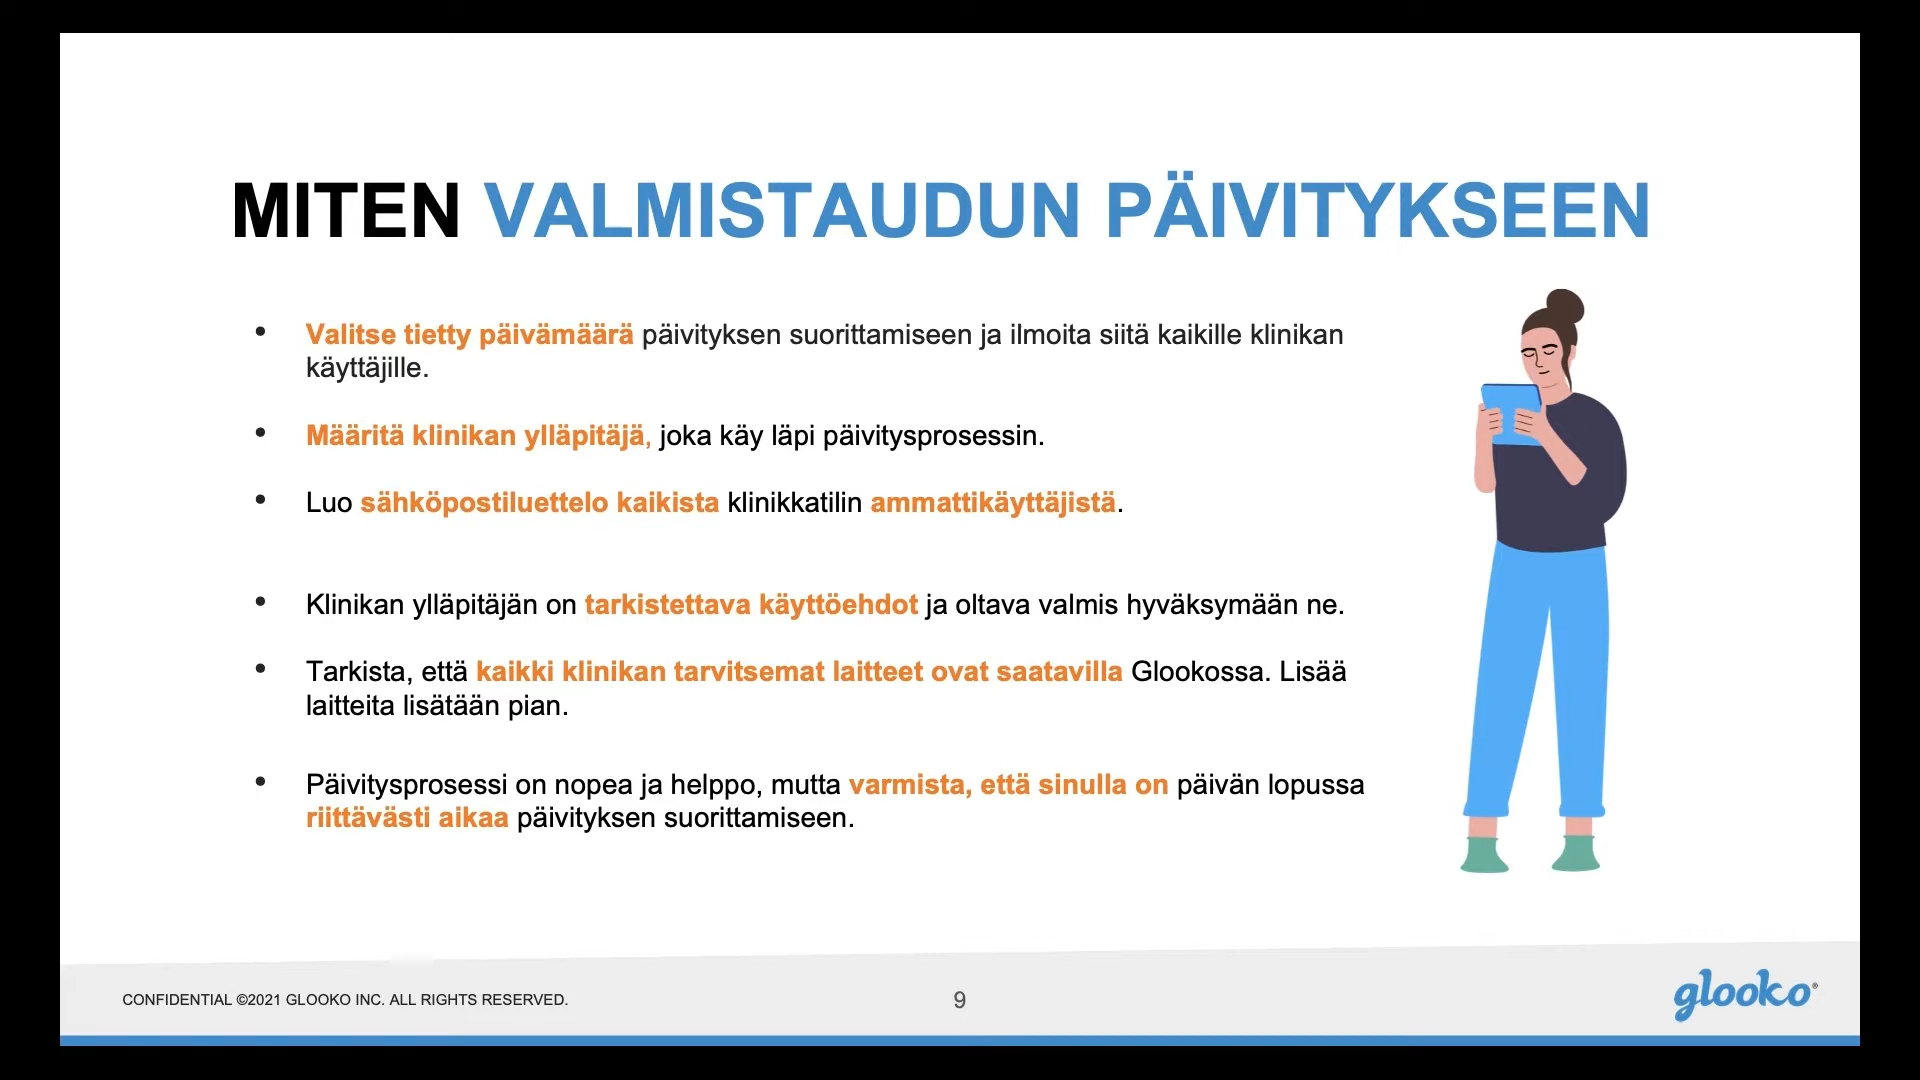 MITEN VALMISTAUDUN PÄIVITYKSEEN
• Valitse tietty päivämäärä päivityksen suorittamiseen ja ilmoita siitä kaikille klinikan
käyttäjille.
• Määritä klinikan ylläpitäjä, joka käy läpi päivitysprosessin.
• Luo sähköpostiluettelo kaikista klinikkatilin ammattikäyttäjistä.
• Klinikan ylläpitäjän on tarkistettava käyttöehdot ja oltava valmis hyväksymään ne.
• Tarkista, että kaikki klinikan tarvitsemat laitteet ovat saatavilla Glookossa. Lisää
laitteita lisätään pian.
• Päivitysprosessi on nopea ja helppo, mutta varmista, että sinulla on päivän lopussa
riittävästi aikaa päivityksen suorittamiseen.
CONFIDENTIAL ©2021 GLOOKO INC. ALL RIGHTS RESERVED.
9
glooko®